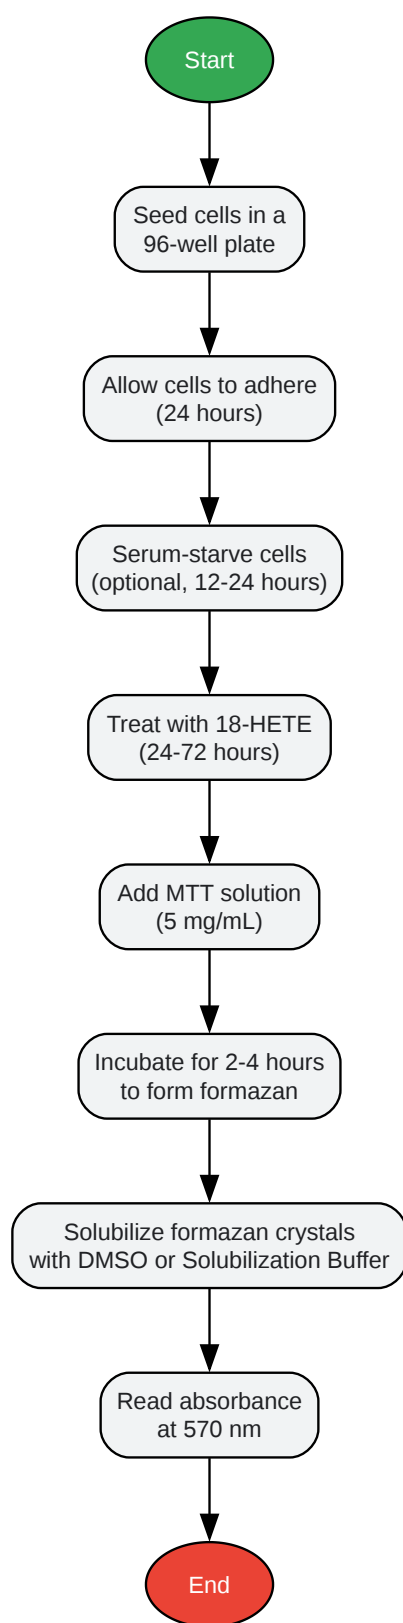 Start
Seed cells in a
96-well plate
Allow cells to adhere
(24 hours)
Serum-starve cells
(optional, 12-24 hours)
Treat with 18-HETE
(24-72 hours)
Add MTT solution
(5 mg/mL)
Incubate for 2-4 hours
to form formazan
Solubilize formazan crystals
with DMSO or Solubilization Buffer
Read absorbance
at 570 nm
End